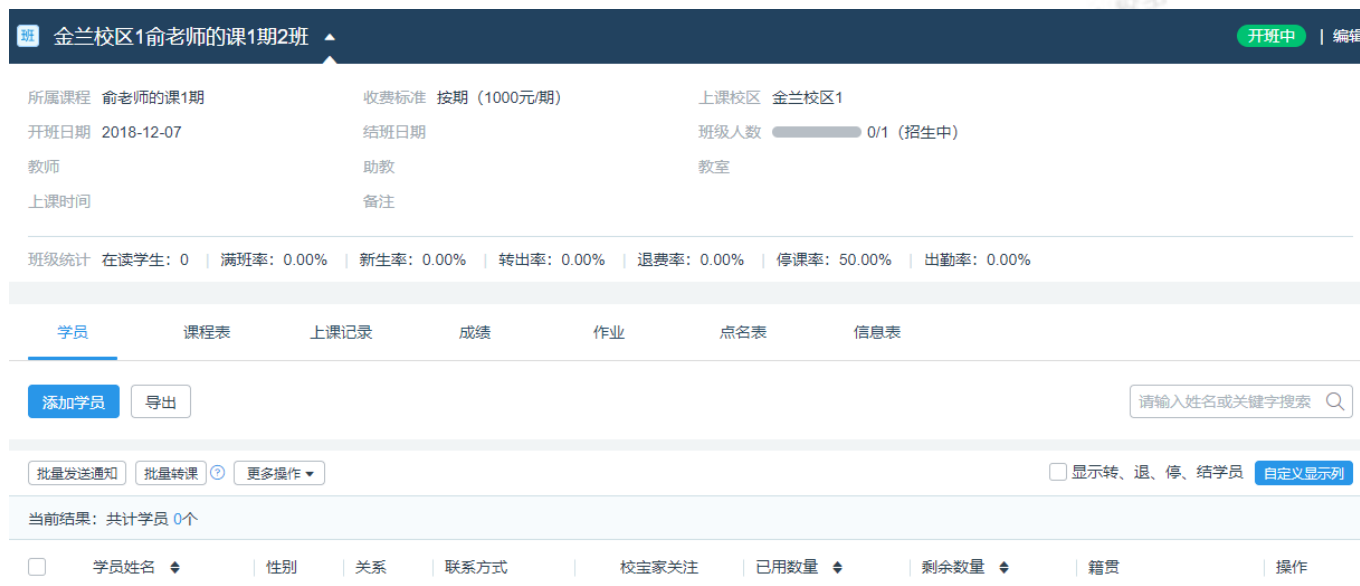 班 金兰校区1俞老师的课1期2班 开班中 | 编辑
所属课程 俞老师的课1期 收费标准 按期（1000元/期） 上课校区 金兰校区1
开班日期 2018-12-07 结班日期 班级人数 0/1（招生中）
教师 助教 教室
上课时间 备注
班级统计 在读学生：0 | 满班率：0.00% | 新生率：0.00% | 转出率：0.00% | 退费率：0.00% | 停课率：50.00% | 出勤率：0.00%
学员 课程表 上课记录 成绩 作业 点名表 信息表
添加学员 导出 请输入姓名或关键字搜索
批量发送通知 批量转课 ? 更多操作 显示转、退、停、结学员 自定义显示列
当前结果：共计学员 0个
学员姓名 性别 关系 联系方式 校宝家关注 已用数量 剩余数量 籍贯 操作